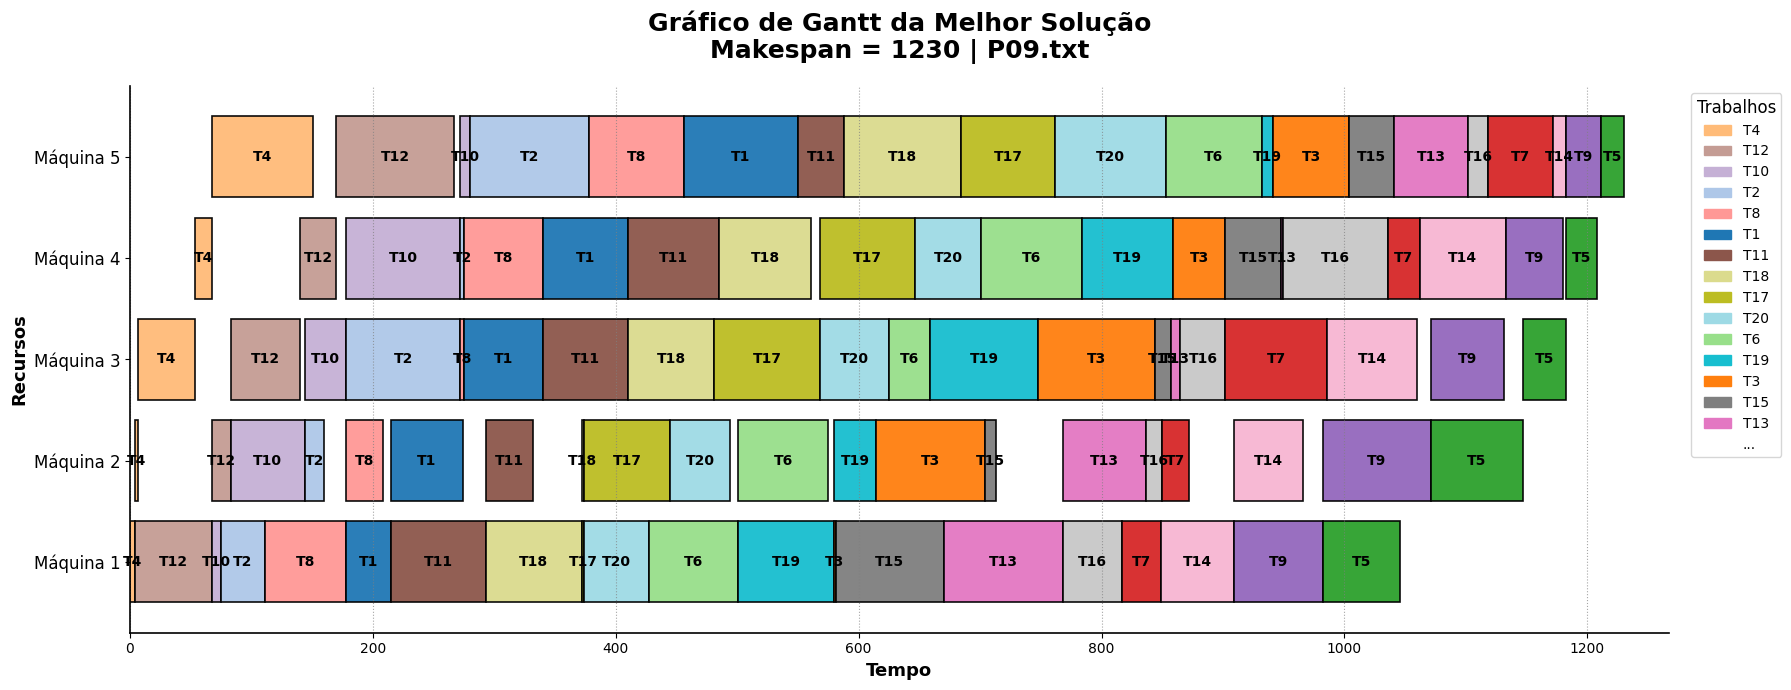 Gráfico de Gantt da Melhor Solução
Makespan = 1230 | P09.txt
Recursos
Máquina 5
T4 T12 T10 T2 T8 T1 T11 T18 T17 T20 T6 T19 T3 T15 T13 T16 T7 T14 T9 T5
Máquina 4
T4 T12 T10 T2 T8 T1 T11 T18 T17 T20 T6 T19 T3 T15 T13 T16 T7 T14 T9 T5
Máquina 3
T4 T12 T10 T2 T8 T1 T11 T18 T17 T20 T6 T19 T3 T15 T13 T16 T7 T14 T9 T5
Máquina 2
T4 T12 T10 T2 T8 T1 T11 T18 T17 T20 T6 T19 T3 T15 T13 T16 T7 T14 T9 T5
Máquina 1
T4 T12 T10 T2 T8 T1 T11 T18 T17 T20 T6 T19 T3 T15 T13 T16 T7 T14 T9 T5
0 200 400 600 800 1000 1200
Tempo
Trabalhos
T4
T12
T10
T2
T8
T1
T11
T18
T17
T20
T6
T19
T3
T15
T13
...